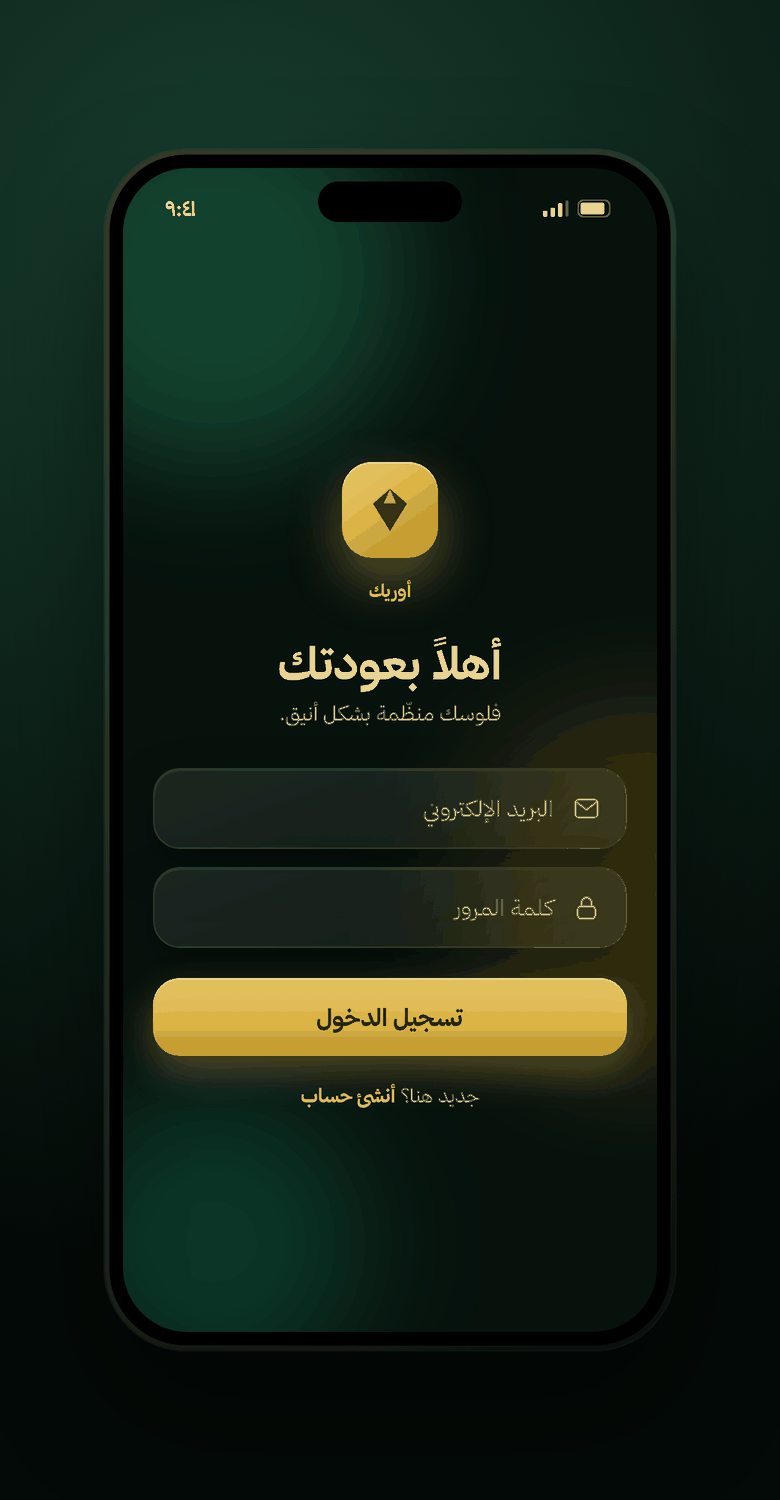 ٩:٤١
أوريك
أهلاً بعودتك
فلوسك منظّمة بشكل أنيق.
البريد الإلكتروني
كلمة المرور
تسجيل الدخول
جديد هنا؟ أنشئ حساب